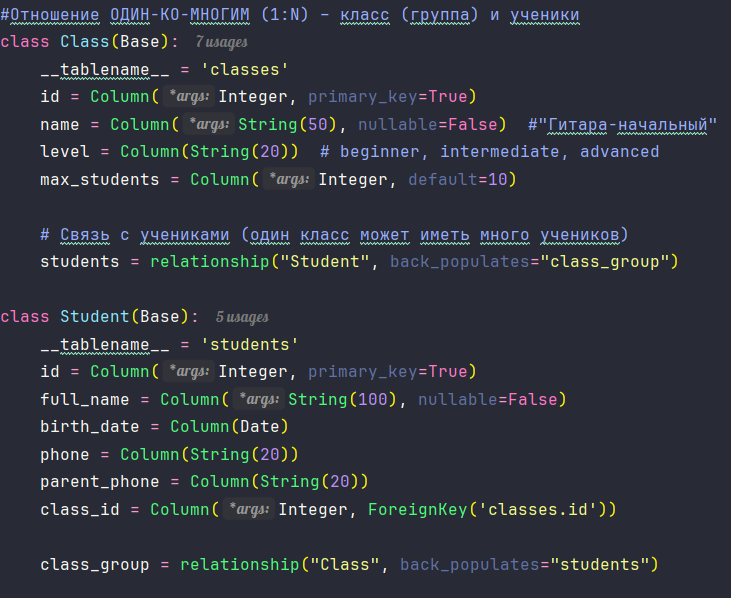 #Отношение ОДИН-КО-МНОГИМ (1:N) – класс (группа) и ученики
class Class(Base):  7 usages
    __tablename__ = 'classes'
    id = Column( *args: Integer, primary_key=True)
    name = Column( *args: String(50), nullable=False)  #"Гитара-начальный"
    level = Column(String(20))  # beginner, intermediate, advanced
    max_students = Column( *args: Integer, default=10)
    # Связь с учениками (один класс может иметь много учеников)
    students = relationship("Student", back_populates="class_group")
class Student(Base):  5 usages
    __tablename__ = 'students'
    id = Column( *args: Integer, primary_key=True)
    full_name = Column( *args: String(100), nullable=False)
    birth_date = Column(Date)
    phone = Column(String(20))
    parent_phone = Column(String(20))
    class_id = Column( *args: Integer, ForeignKey('classes.id'))
    class_group = relationship("Class", back_populates="students")